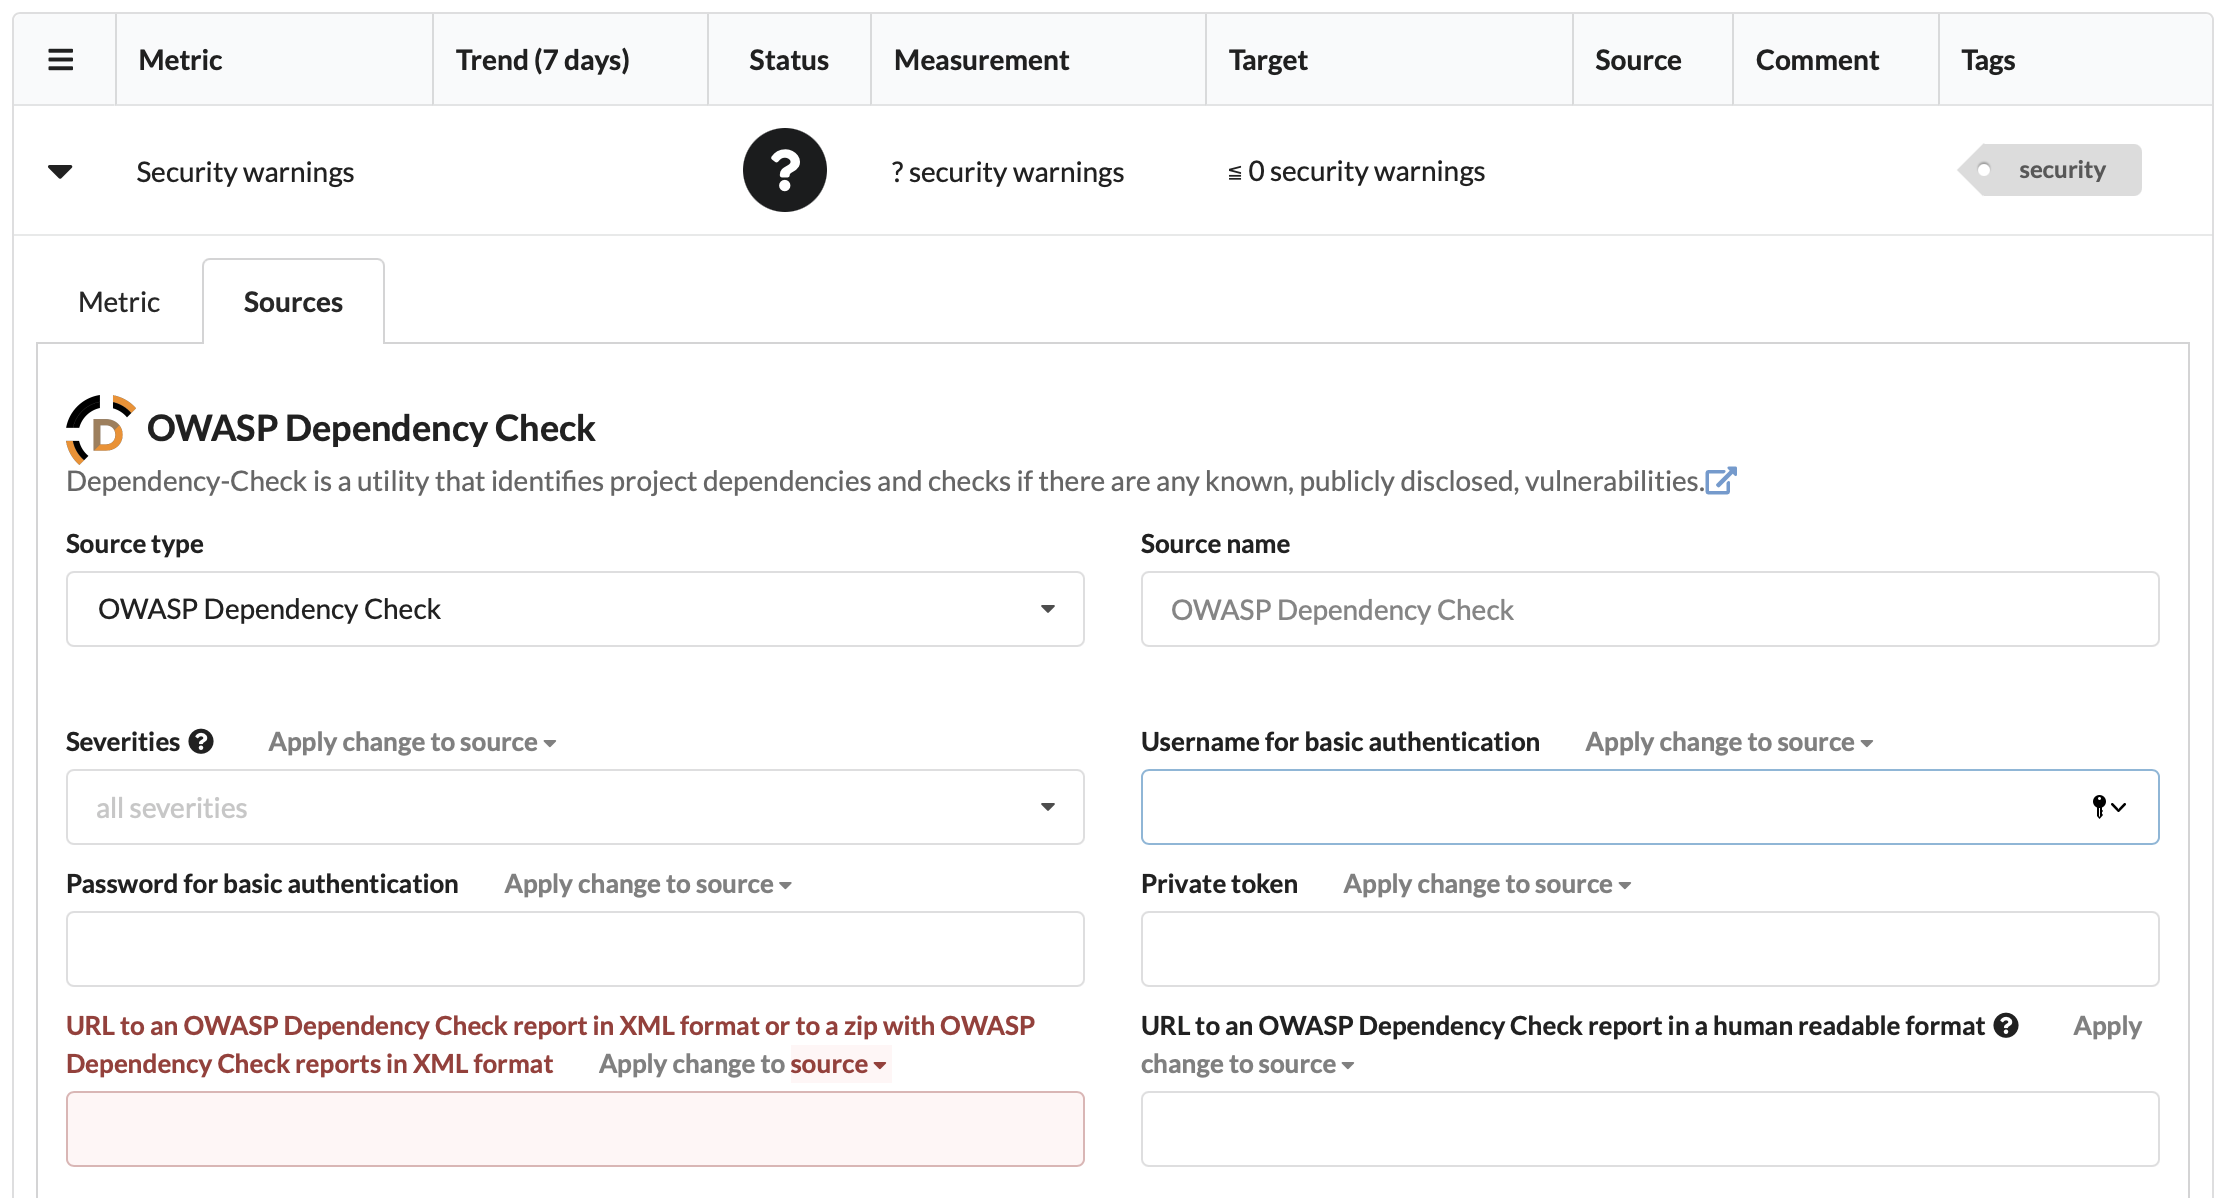 Metric Trend (7 days) Status Measurement Target Source Comment Tags
Security warnings ? ? security warnings ≦ 0 security warnings security
Metric Sources
D OWASP Dependency Check
Dependency-Check is a utility that identifies project dependencies and checks if there are any known, publicly disclosed, vulnerabilities.
Source type Source name
OWASP Dependency Check OWASP Dependency Check
Severities ? Apply change to source Username for basic authentication Apply change to source
all severities
Password for basic authentication Apply change to source Private token Apply change to source
URL to an OWASP Dependency Check report in XML format or to a zip with OWASP
Dependency Check reports in XML format Apply change to source
URL to an OWASP Dependency Check report in a human readable format ? Apply
change to source